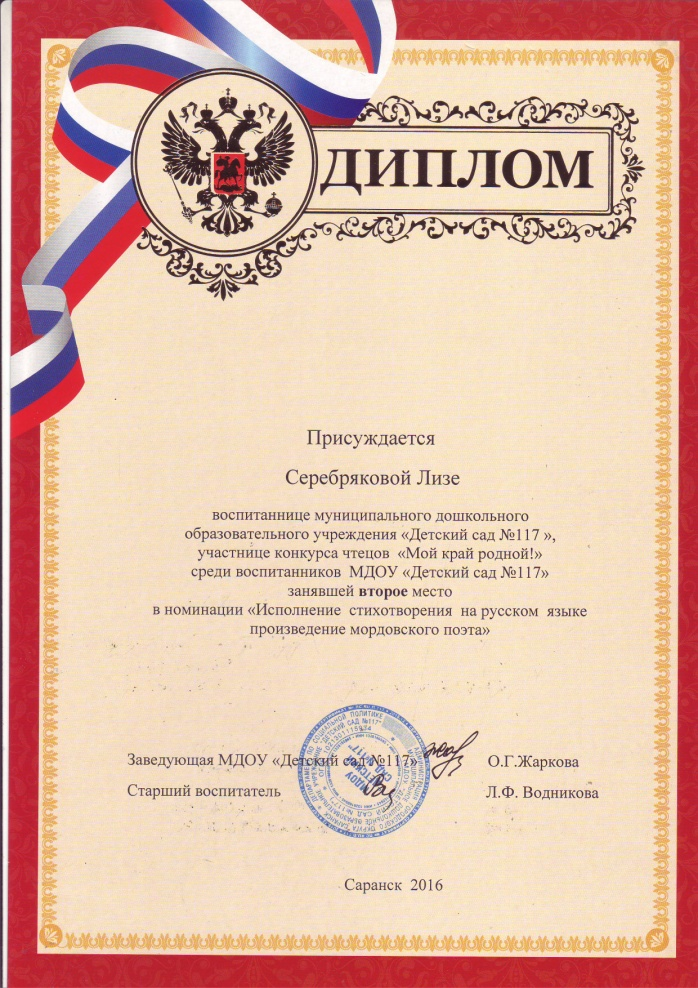 ДИПЛОМ
Присуждается
Серебряковой Лизе
воспитаннице муниципального дошкольного
образовательного учреждения «Детский сад №117 »,
участнице конкурса чтецов «Мой край родной!»
среди воспитанников МДОУ «Детский сад №117»
занявшей второе место
в номинации «Исполнение стихотворения на русском языке
произведение мордовского поэта»
Заведующая МДОУ «Детский сад №117» О.Г.Жаркова
Старший воспитатель Л.Ф. Водникова
Саранск 2016